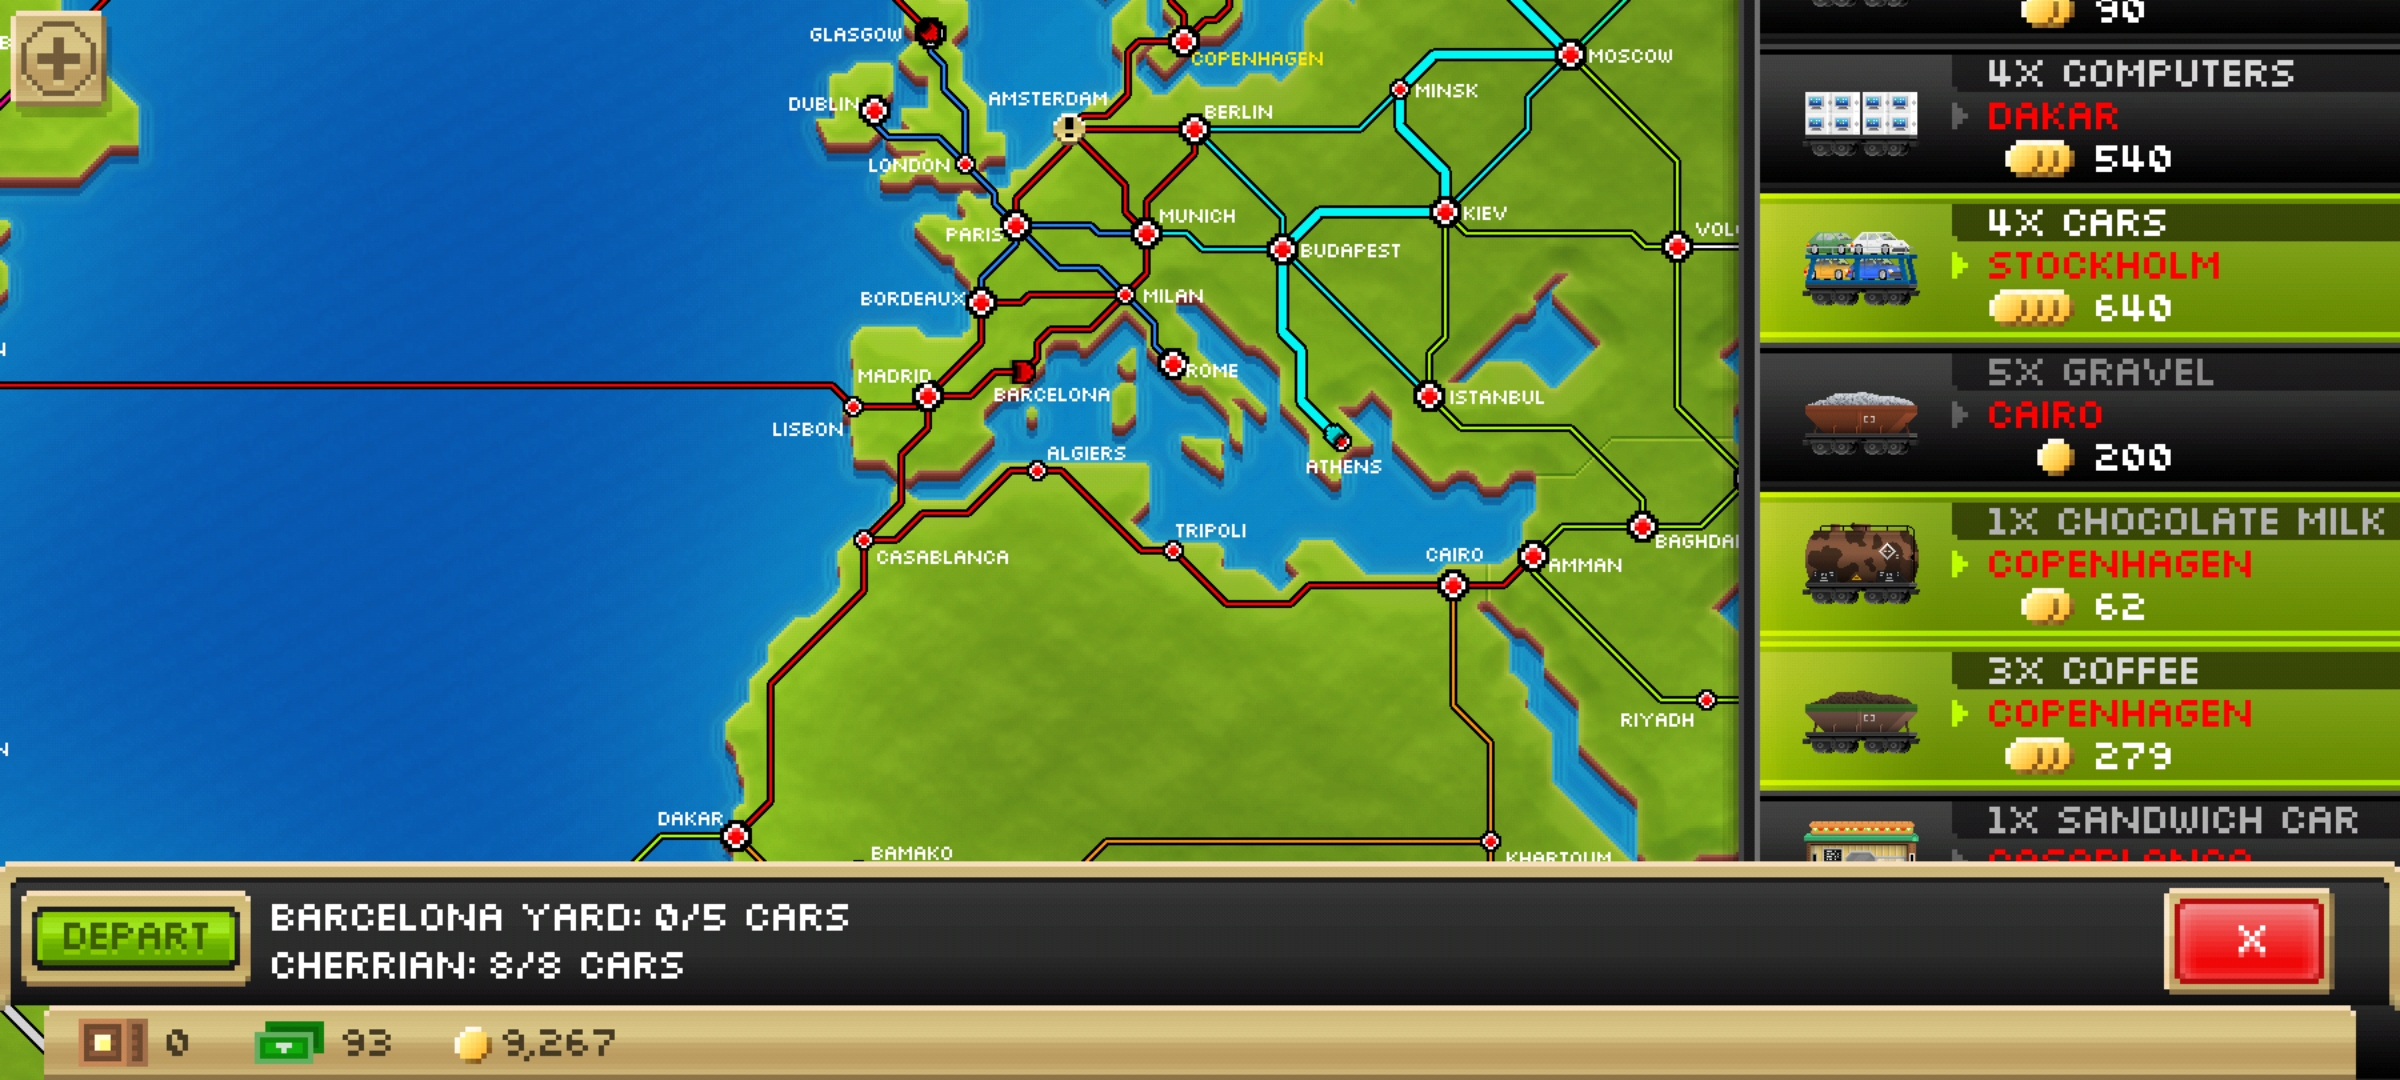 GLASGOW
COPENHAGEN
MOSCOW
MINSK
AMSTERDAM
DUBLIN
BERLIN
LONDON
MUNICH
KIEV
PARIS
BUDAPEST
BORDEAUX
MILAN
ROME
MADRID
BARCELONA
ISTANBUL
LISBON
ALGIERS
ATHENS
TRIPOLI
CASABLANCA
CAIRO
AMMAN
RIYADH
DAKAR
BAMAKO
KHARTOUM
90
4X COMPUTERS
DAKAR
540
4X CARS
STOCKHOLM
640
5X GRAVEL
CAIRO
200
1X CHOCOLATE MILK
COPENHAGEN
62
3X COFFEE
COPENHAGEN
279
1X SANDWICH CAR
CASABLANCA
DEPART
BARCELONA YARD: 0/5 CARS
CHERRIAN: 8/8 CARS
X
0
93
9,267